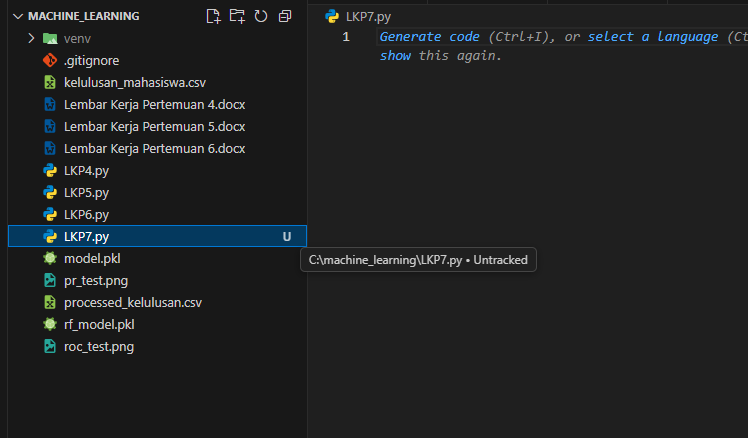 MACHINE_LEARNING
venv
.gitignore
kelulusan_mahasiswa.csv
Lembar Kerja Pertemuan 4.docx
Lembar Kerja Pertemuan 5.docx
Lembar Kerja Pertemuan 6.docx
LKP4.py
LKP5.py
LKP6.py
LKP7.py U
model.pkl
pr_test.png
processed_kelulusan.csv
rf_model.pkl
roc_test.png
LKP7.py
1 Generate code (Ctrl+I), or select a language (Ct
show this again.
C:\machine_learning\LKP7.py • Untracked